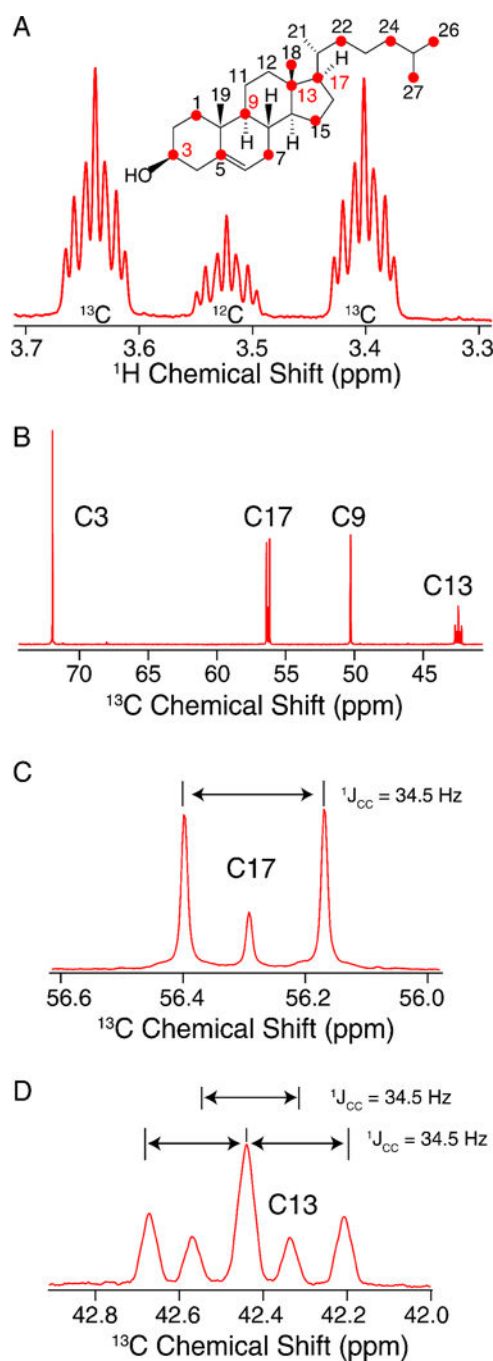 A
21
22
24
26
18
12
H
17
11
13
27
19
H
1
9
15
H
H
3
5
7
HO
¹³C
¹²C
¹³C
3.7 3.6 3.5 3.4 3.3
¹H Chemical Shift (ppm)
B
C3
C17
C9
C13
70 65 60 55 50 45
¹³C Chemical Shift (ppm)
C
¹J_CC = 34.5 Hz
C17
56.6 56.4 56.2 56.0
¹³C Chemical Shift (ppm)
D
¹J_CC = 34.5 Hz
¹J_CC = 34.5 Hz
C13
42.8 42.6 42.4 42.2 42.0
¹³C Chemical Shift (ppm)